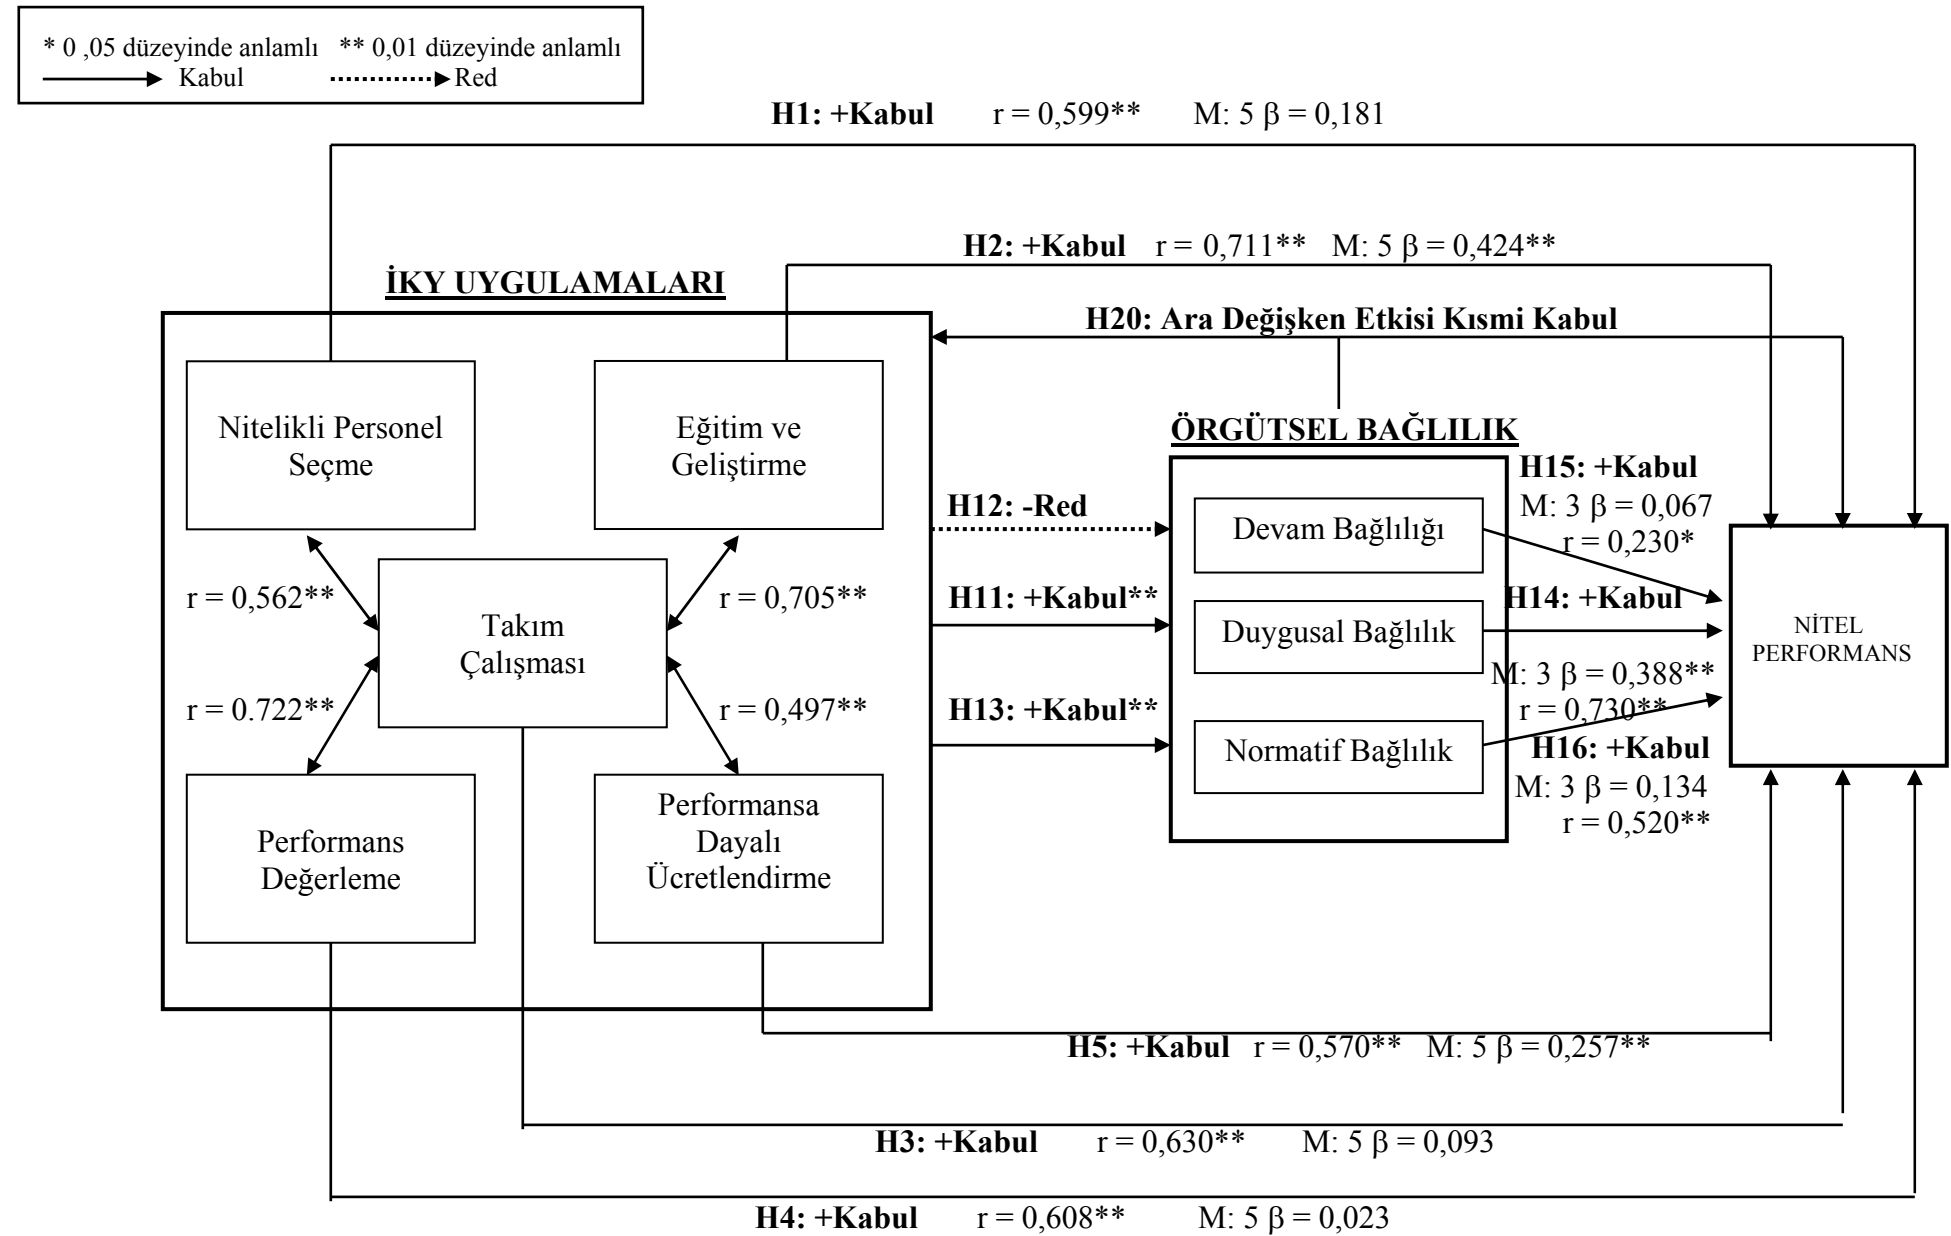 * 0 ,05 düzeyinde anlamlı ** 0,01 düzeyinde anlamlı
Kabul Red
H1: +Kabul r = 0,599** M: 5 β = 0,181
H2: +Kabul r = 0,711** M: 5 β = 0,424**
İKY UYGULAMALARI
H20: Ara Değişken Etkisi Kısmi Kabul
Nitelikli Personel
Seçme
Eğitim ve
Geliştirme
ÖRGÜTSEL BAĞLILIK
H15: +Kabul
M: 3 β = 0,067
r = 0,230*
H12: -Red
Devam Bağlılığı
r = 0,562**
r = 0,705**
H11: +Kabul**
H14: +Kabul
Takım
Çalışması
Duygusal Bağlılık
NİTEL
PERFORMANS
M: 3 β = 0,388**
r = 0,730**
r = 0.722**
r = 0,497**
H13: +Kabul**
Normatif Bağlılık
H16: +Kabul
M: 3 β = 0,134
r = 0,520**
Performans
Değerleme
Performansa
Dayalı
Ücretlendirme
H5: +Kabul r = 0,570** M: 5 β = 0,257**
H3: +Kabul r = 0,630** M: 5 β = 0,093
H4: +Kabul r = 0,608** M: 5 β = 0,023